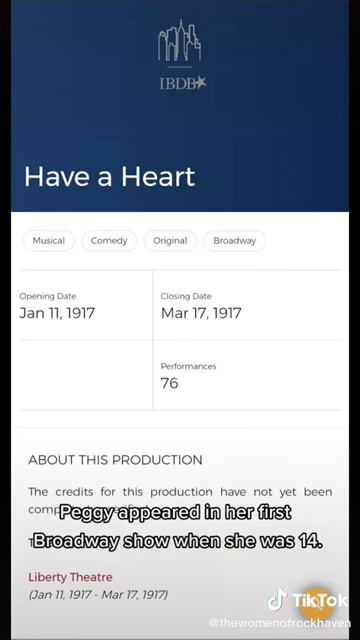 IBDB
Have a Heart
Musical
Comedy
Original
Broadway
Opening Date
Jan 11, 1917
Closing Date
Mar 17, 1917
Performances
76
ABOUT THIS PRODUCTION
The credits for this production have not yet been
Peggy appeared in her first
Broadway show when she was 14.
Liberty Theatre
(Jan 11, 1917 - Mar 17, 1917)
TikTok
@thewomenofrockhaven